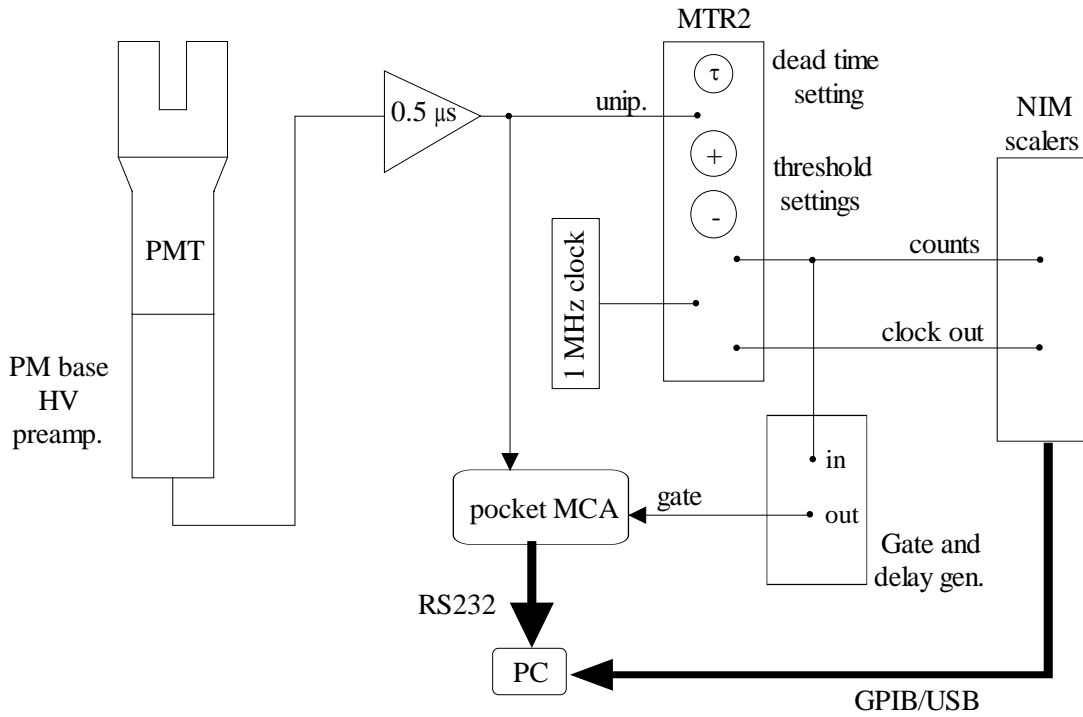 MTR2
τ
dead time
setting
0.5 μs
unip.
NIM
scalers
+
threshold
settings
-
PMT
counts
1 MHz clock
clock out
PM base
HV
preamp.
in
pocket MCA
gate
out
Gate and
delay gen.
RS232
PC
GPIB/USB